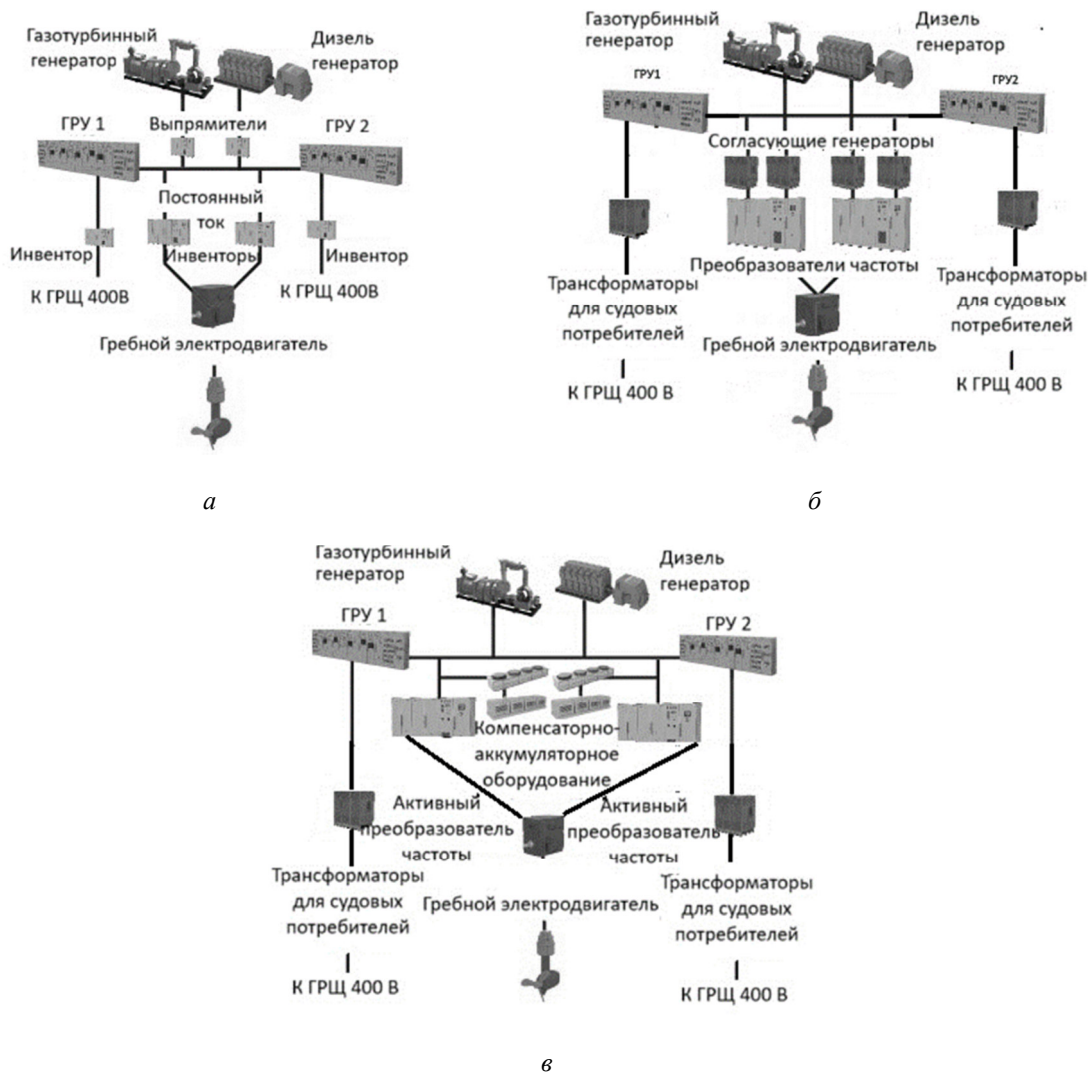 Газотурбинный
генератор
Дизель
генератор
ГРУ 1
Выпрямители
ГРУ 2
Постоянный
ток
Инвентор
Инвенторы
Инвентор
К ГРЩ 400В
К ГРЩ 400В
Гребной электродвигатель
а
Газотурбинный
генератор
Дизель
генератор
ГРУ1
ГРУ2
Согласующие генераторы
Преобразователи частоты
Трансформаторы
для судовых
потребителей
Трансформаторы
для судовых
потребителей
Гребной электродвигатель
К ГРЩ 400 В
К ГРЩ 400 В
б
Газотурбинный
генератор
Дизель
генератор
ГРУ 1
ГРУ 2
Компенсаторно-
аккумуляторное
оборудование
Активный
преобразователь
частоты
Активный
преобразователь
частоты
Трансформаторы
для судовых
потребителей
Гребной электродвигатель
Трансформаторы
для судовых
потребителей
К ГРЩ 400 В
К ГРЩ 400 В
в